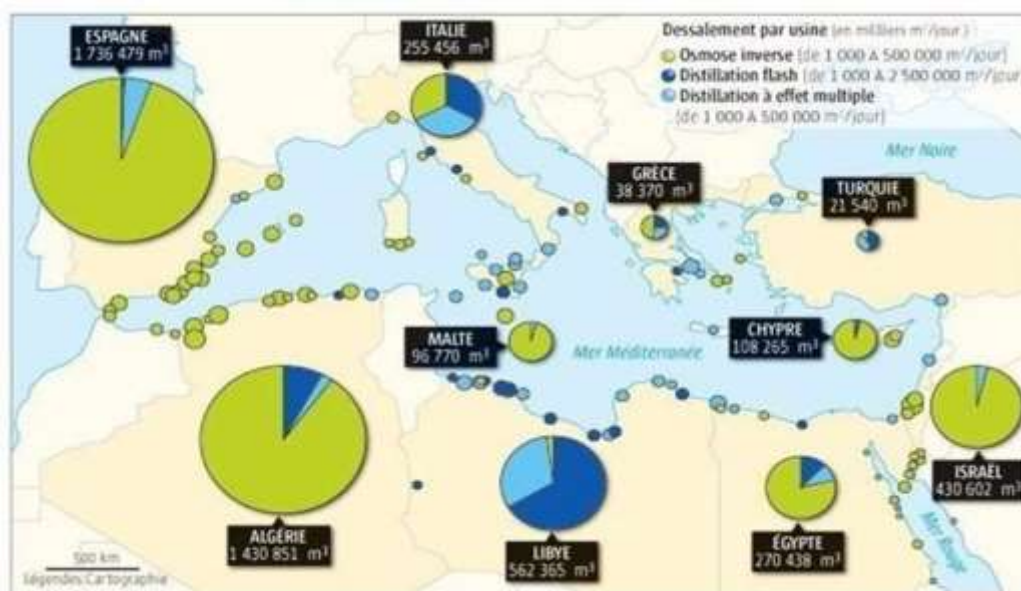 ESPAGNE
1 736 479 m³
ITALIE
255 456 m³
Dessalement par usine (en milliers m³/jour)
Osmose inverse (de 1 000 A 500 000 m³/jour)
Distillation flash (de 1 000 A 2 500 000 m³/jour
Distillation à effet multiple
(de 1 000 A 500 000 m³/jour)
Mer Noire
GRÈCE
38 370 m³
TURQUIE
21 540 m³
MALTE
96 770 m³
Mer Méditerranée
CHYPRE
108 265 m³
ISRAËL
430 602 m³
ALGÉRIE
1 430 851 m³
LIBYE
562 365 m³
ÉGYPTE
270 438 m³
Mer Rouge
500 km
Légendes Cartographie